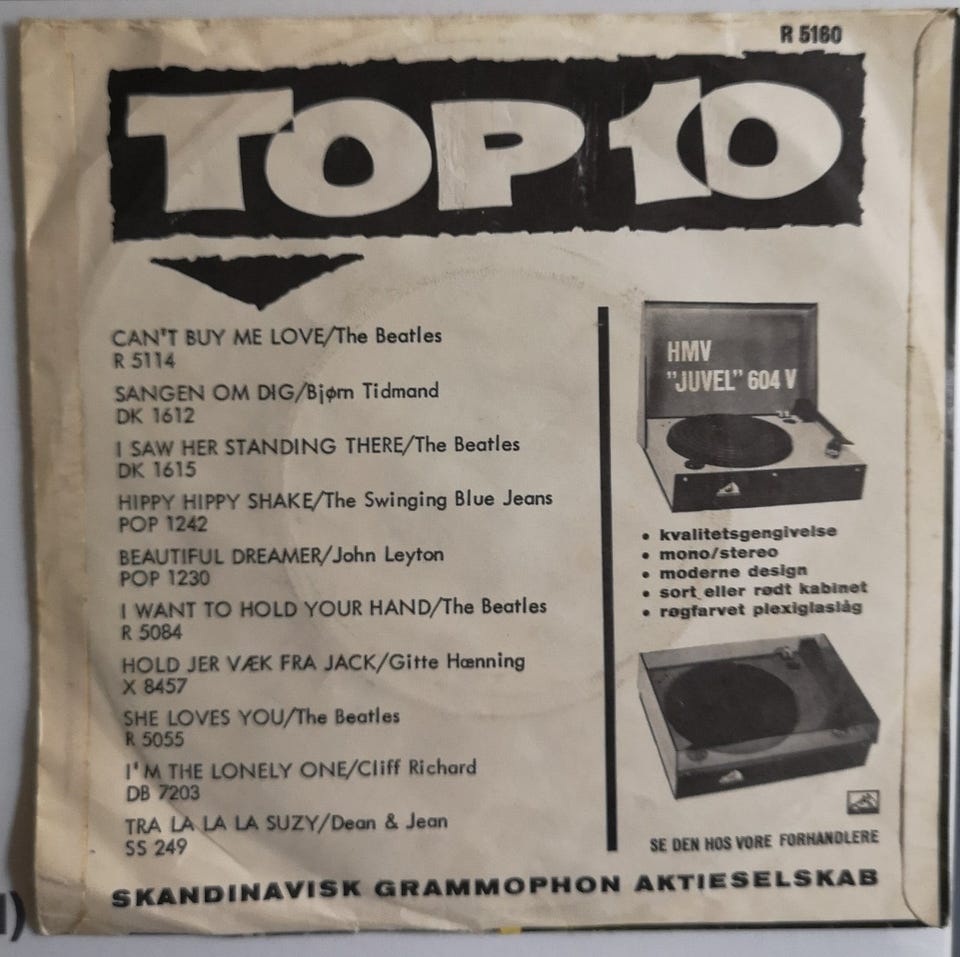 R 5160
TOP 10
CAN'T BUY ME LOVE/The Beatles
R 5114
SANGEN OM DIG/Bjørn Tidmand
DK 1612
I SAW HER STANDING THERE/The Beatles
DK 1615
HIPPY HIPPY SHAKE/The Swinging Blue Jeans
POP 1242
BEAUTIFUL DREAMER/John Leyton
POP 1230
I WANT TO HOLD YOUR HAND/The Beatles
R 5084
HOLD JER VÆK FRA JACK/Gitte Hænning
X 8457
SHE LOVES YOU/The Beatles
R 5055
I'M THE LONELY ONE/Cliff Richard
DB 7203
TRA LA LA LA SUZY/Dean & Jean
SS 249
HMV
"JUVEL" 604 V
• kvalitetsgengivelse
• mono/stereo
• moderne design
• sort eller rødt kabinet
• røgfarvet plexiglaslåg
SE DEN HOS VORE FORHANDLERE
SKANDINAVISK GRAMMOPHON AKTIESELSKAB